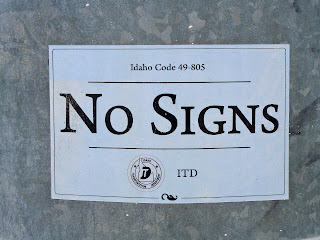 Idaho Code 49-805
No Signs
ITD